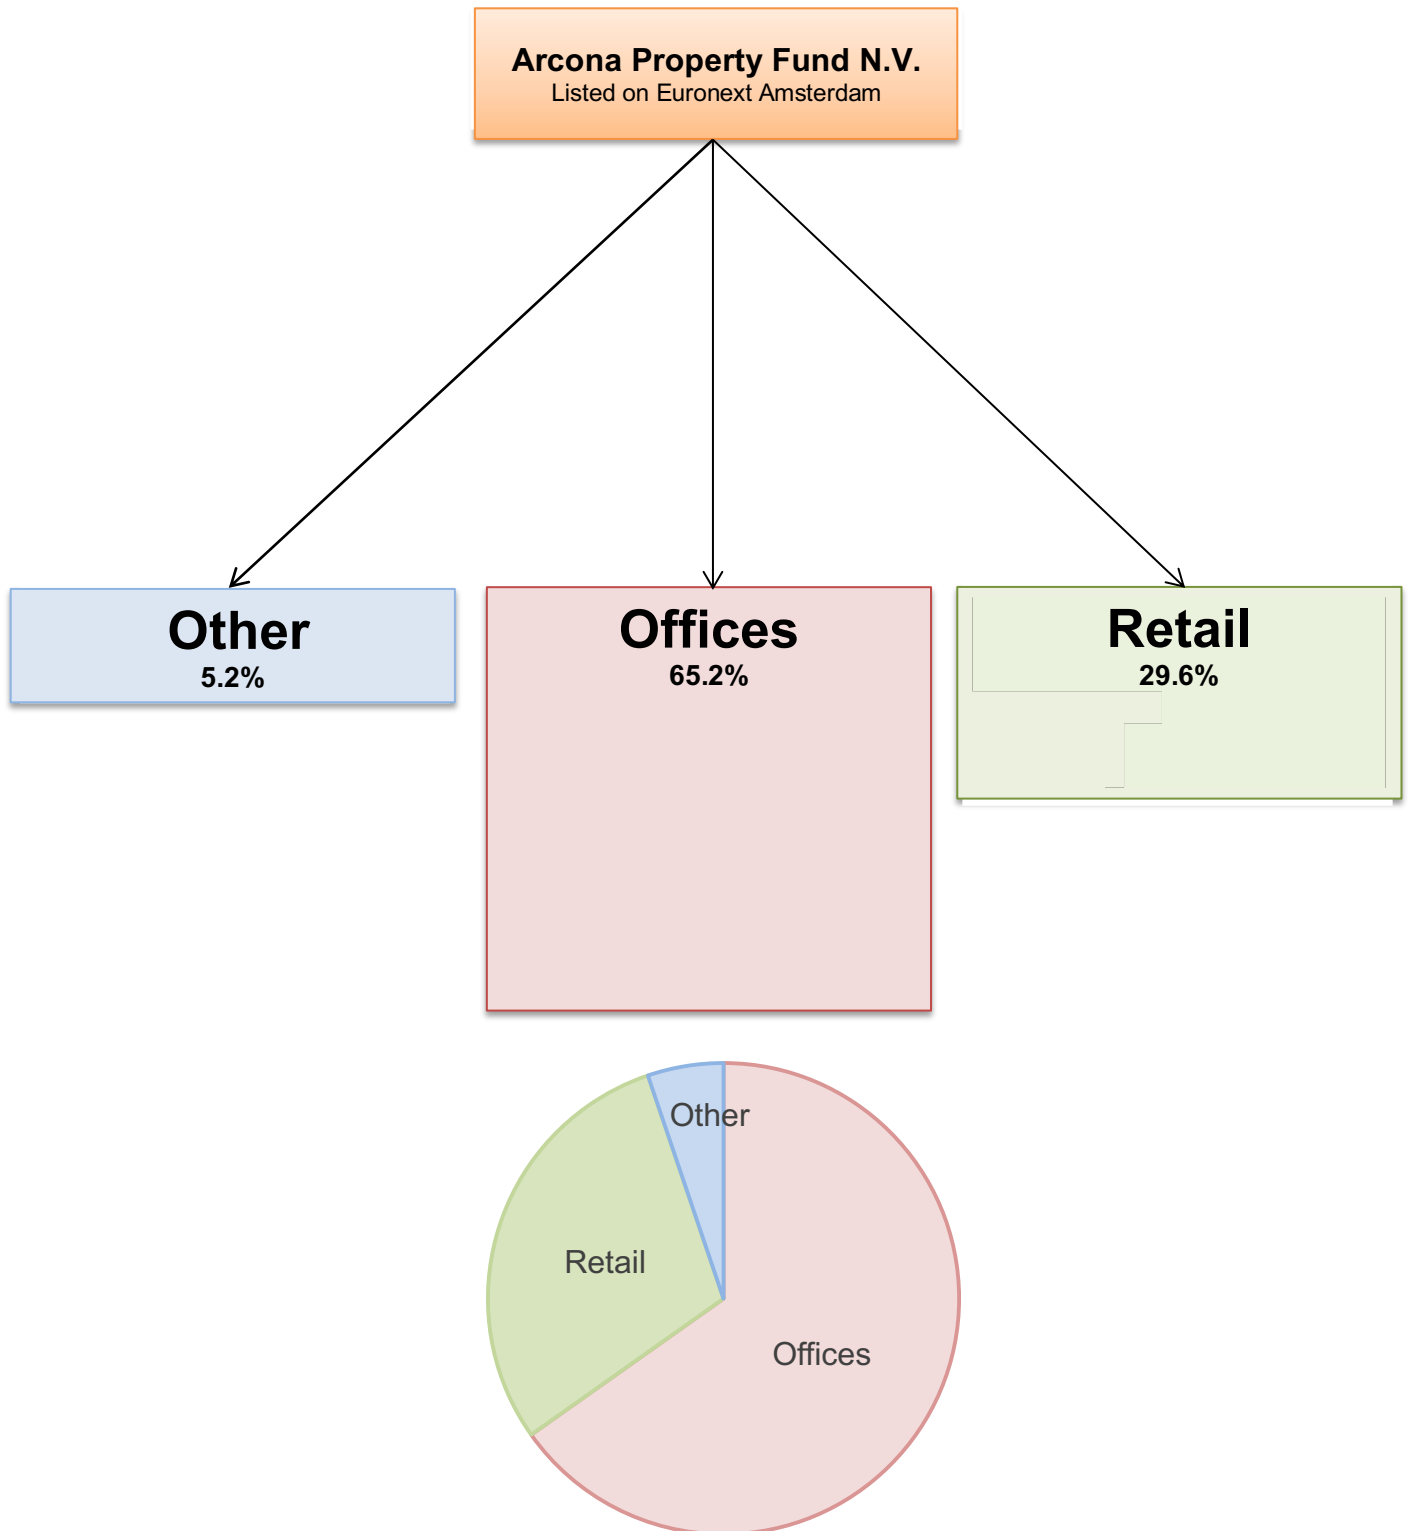 Arcona Property Fund N.V.
Listed on Euronext Amsterdam
Other
5.2%
Offices
65.2%
Retail
29.6%
Other
Retail
Offices